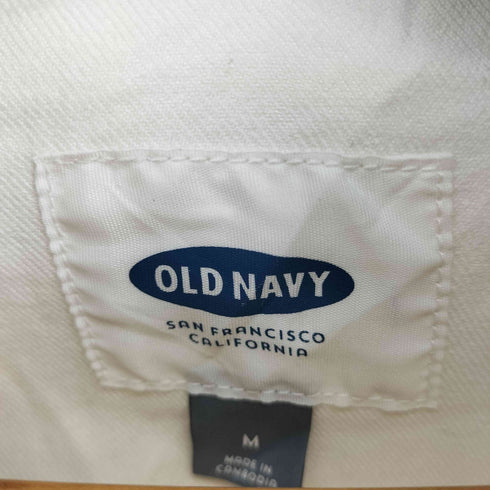 OLD NAVY
SAN FRANCISCO
CALIFORNIA
M
MADE IN
CAMBODIA